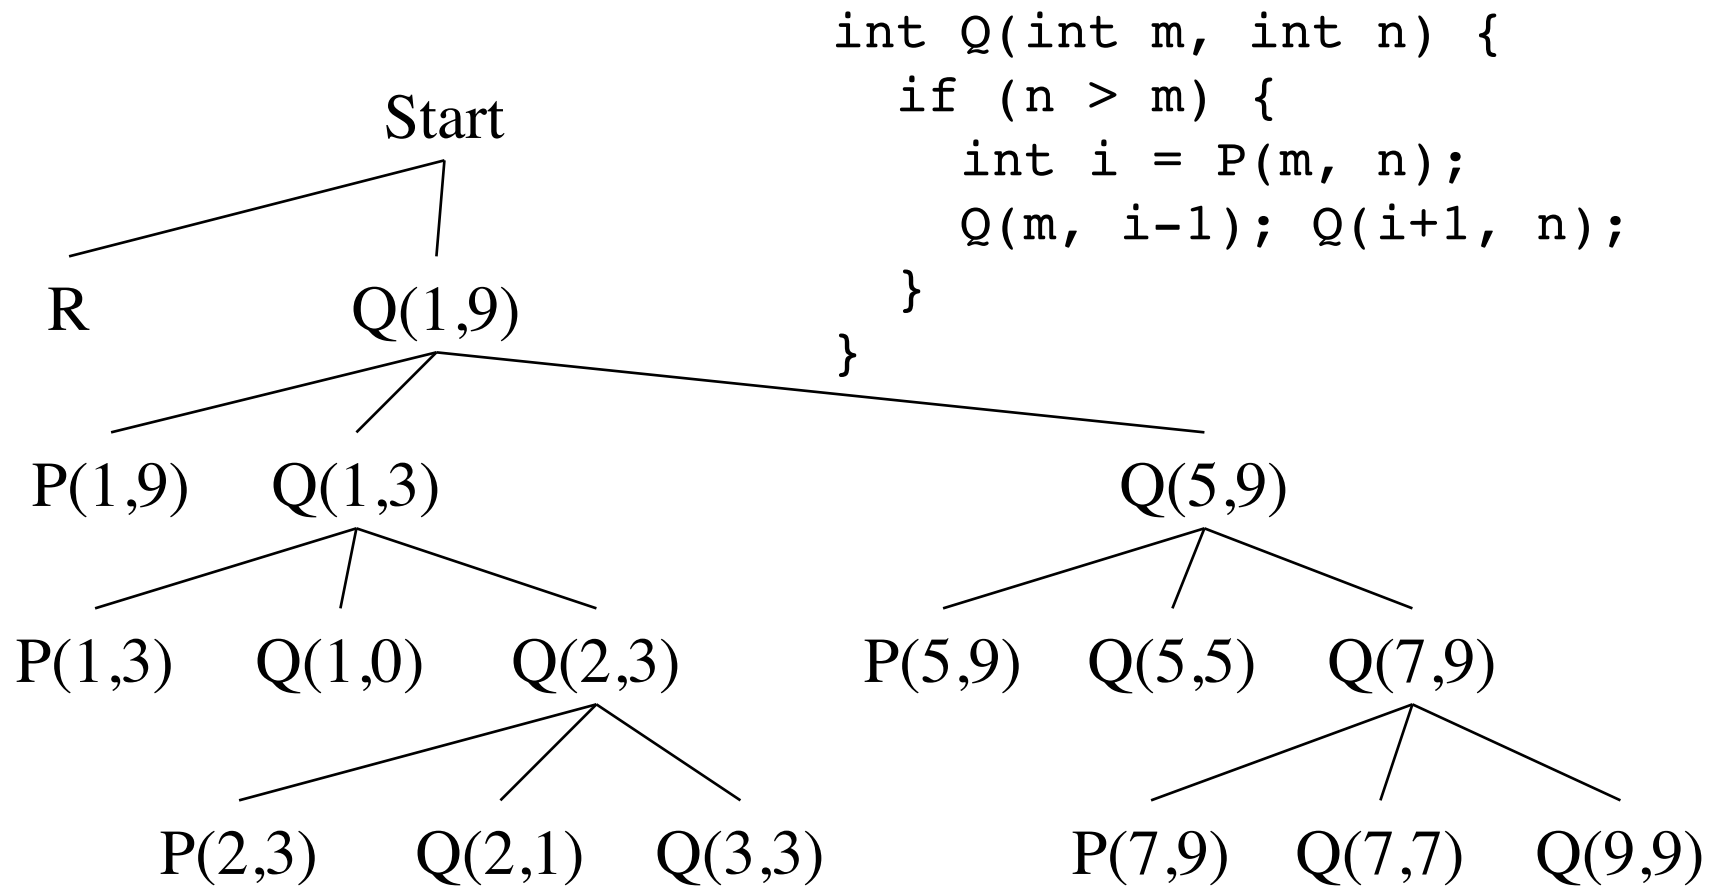 int Q(int m, int n) {
if (n > m) {
int i = P(m, n);
Q(m, i-1); Q(i+1, n);
}
}
Start
R Q(1,9)
P(1,9) Q(1,3) Q(5,9)
P(1,3) Q(1,0) Q(2,3) P(5,9) Q(5,5) Q(7,9)
P(2,3) Q(2,1) Q(3,3) P(7,9) Q(7,7) Q(9,9)